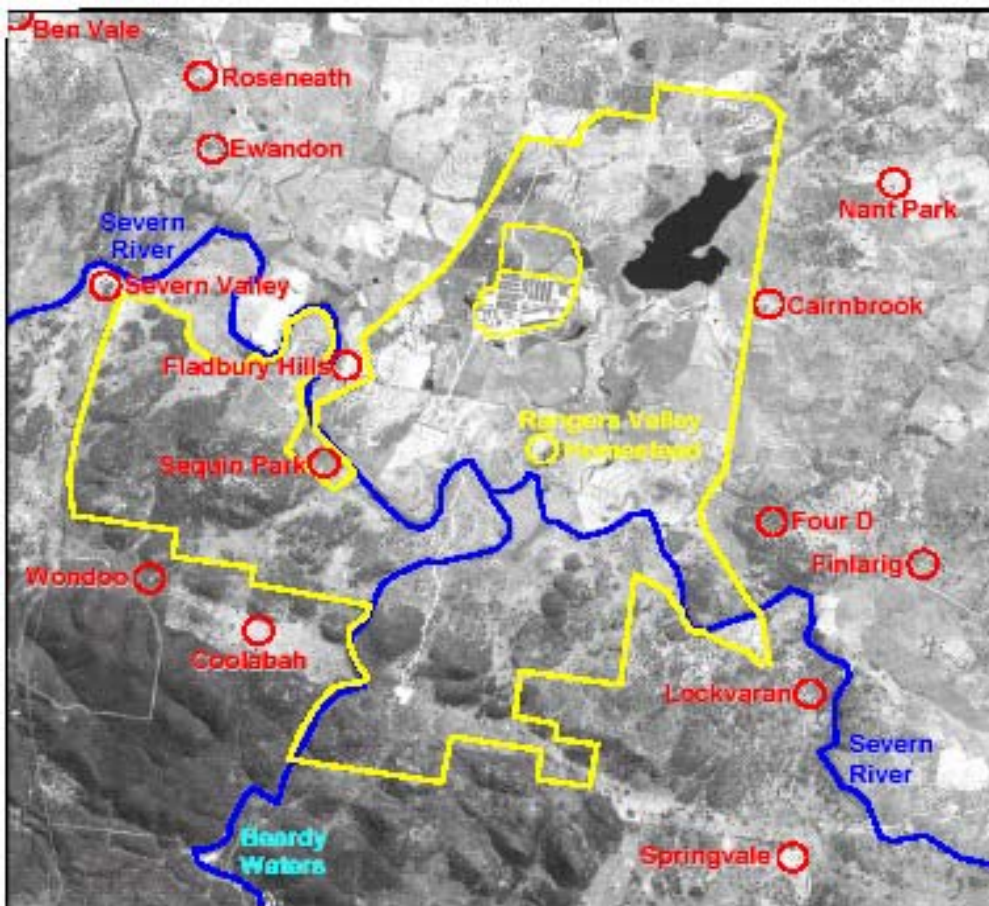 Ben Vale
Roseneath
Ewandon
Nant Park
Severn
River
Severn Valley
Cairnbrook
Fladbury Hills
Rangers Valley
Homestead
Sequin Park
Four D
Finlarig
Wondoo
Coolabah
Lockvaran
Severn
River
Beardy
Waters
Springvale